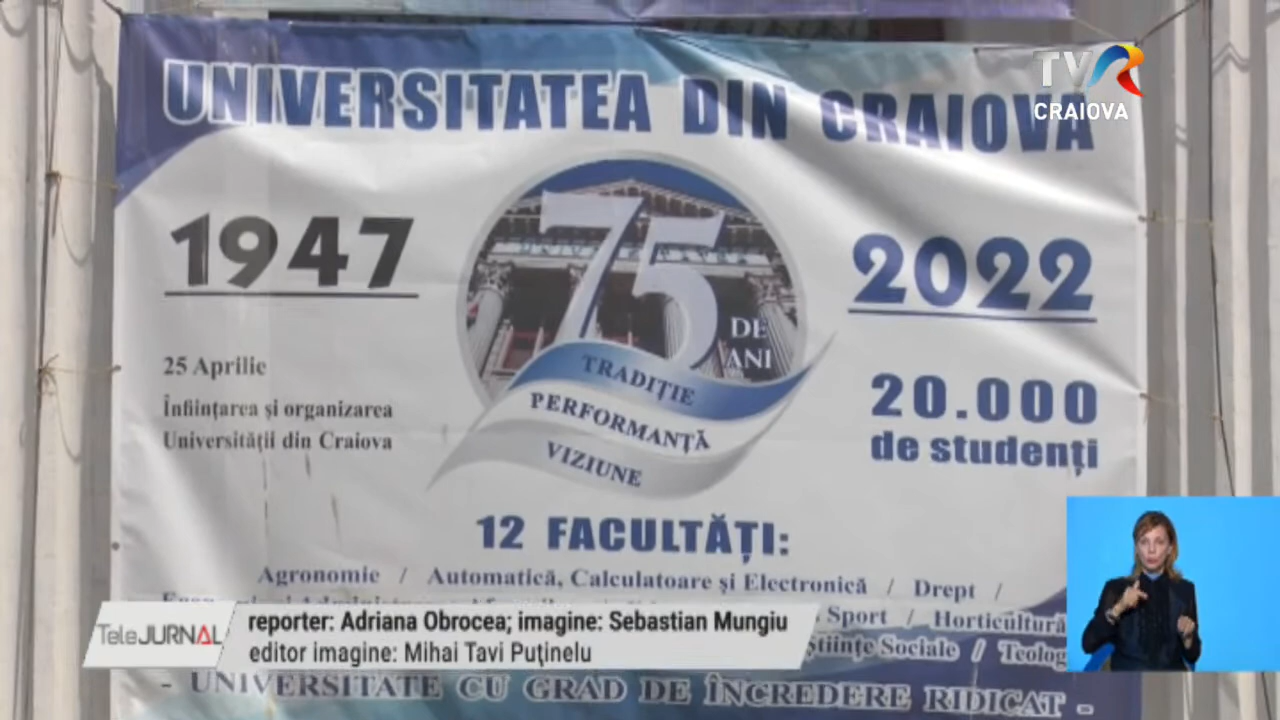 TVR
CRAIOVA
UNIVERSITATEA DIN CRAIOVA
1947
75
DE
ANI
2022
25 Aprilie
Înființarea și organizarea
Universității din Craiova
TRADIȚIE
PERFORMANȚĂ
VIZIUNE
20.000
de studenți
12 FACULTĂȚI:
Agronomie / Automatică, Calculatoare și Electronică / Drept /
Sport / Horticultură
Științe Sociale / Teolog
- UNIVERSITATE CU GRAD DE ÎNCREDERE RIDICAT -
TeleJURNAL
reporter: Adriana Obrocea; imagine: Sebastian Mungiu
editor imagine: Mihai Tavi Puţinelu